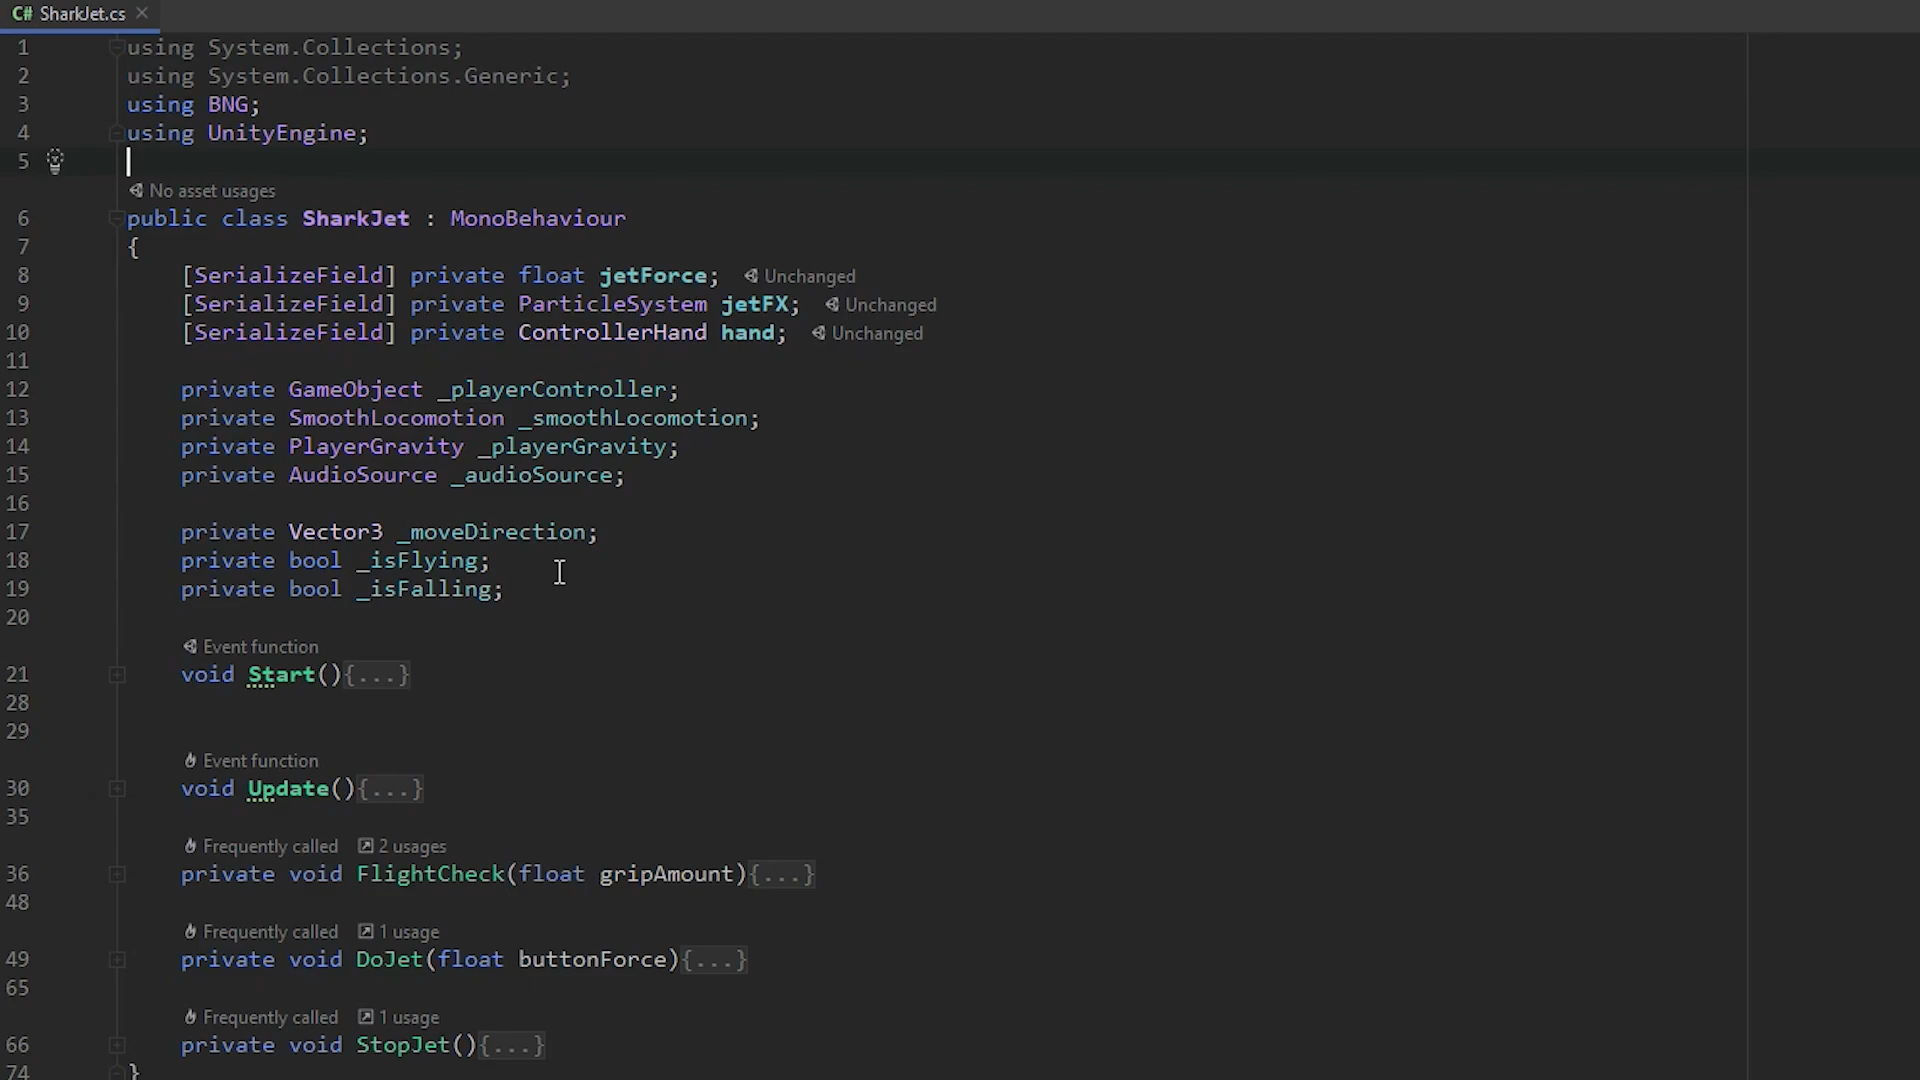 C# SharkJet.cs ×
1 using System.Collections;
2 using System.Collections.Generic;
3 using BNG;
4 using UnityEngine;
5
No asset usages
6 public class SharkJet : MonoBehaviour
7 {
8 [SerializeField] private float jetForce; Unchanged
9 [SerializeField] private ParticleSystem jetFX; Unchanged
10 [SerializeField] private ControllerHand hand; Unchanged
11
12 private GameObject _playerController;
13 private SmoothLocomotion _smoothLocomotion;
14 private PlayerGravity _playerGravity;
15 private AudioSource _audioSource;
16
17 private Vector3 _moveDirection;
18 private bool _isFlying;
19 private bool _isFalling;
20
Event function
21 void Start(){...}
28
29
Event function
30 void Update(){...}
35
Frequently called 2 usages
36 private void FlightCheck(float gripAmount){...}
48
Frequently called 1 usage
49 private void DoJet(float buttonForce){...}
65
Frequently called 1 usage
66 private void StopJet(){...}
74 }